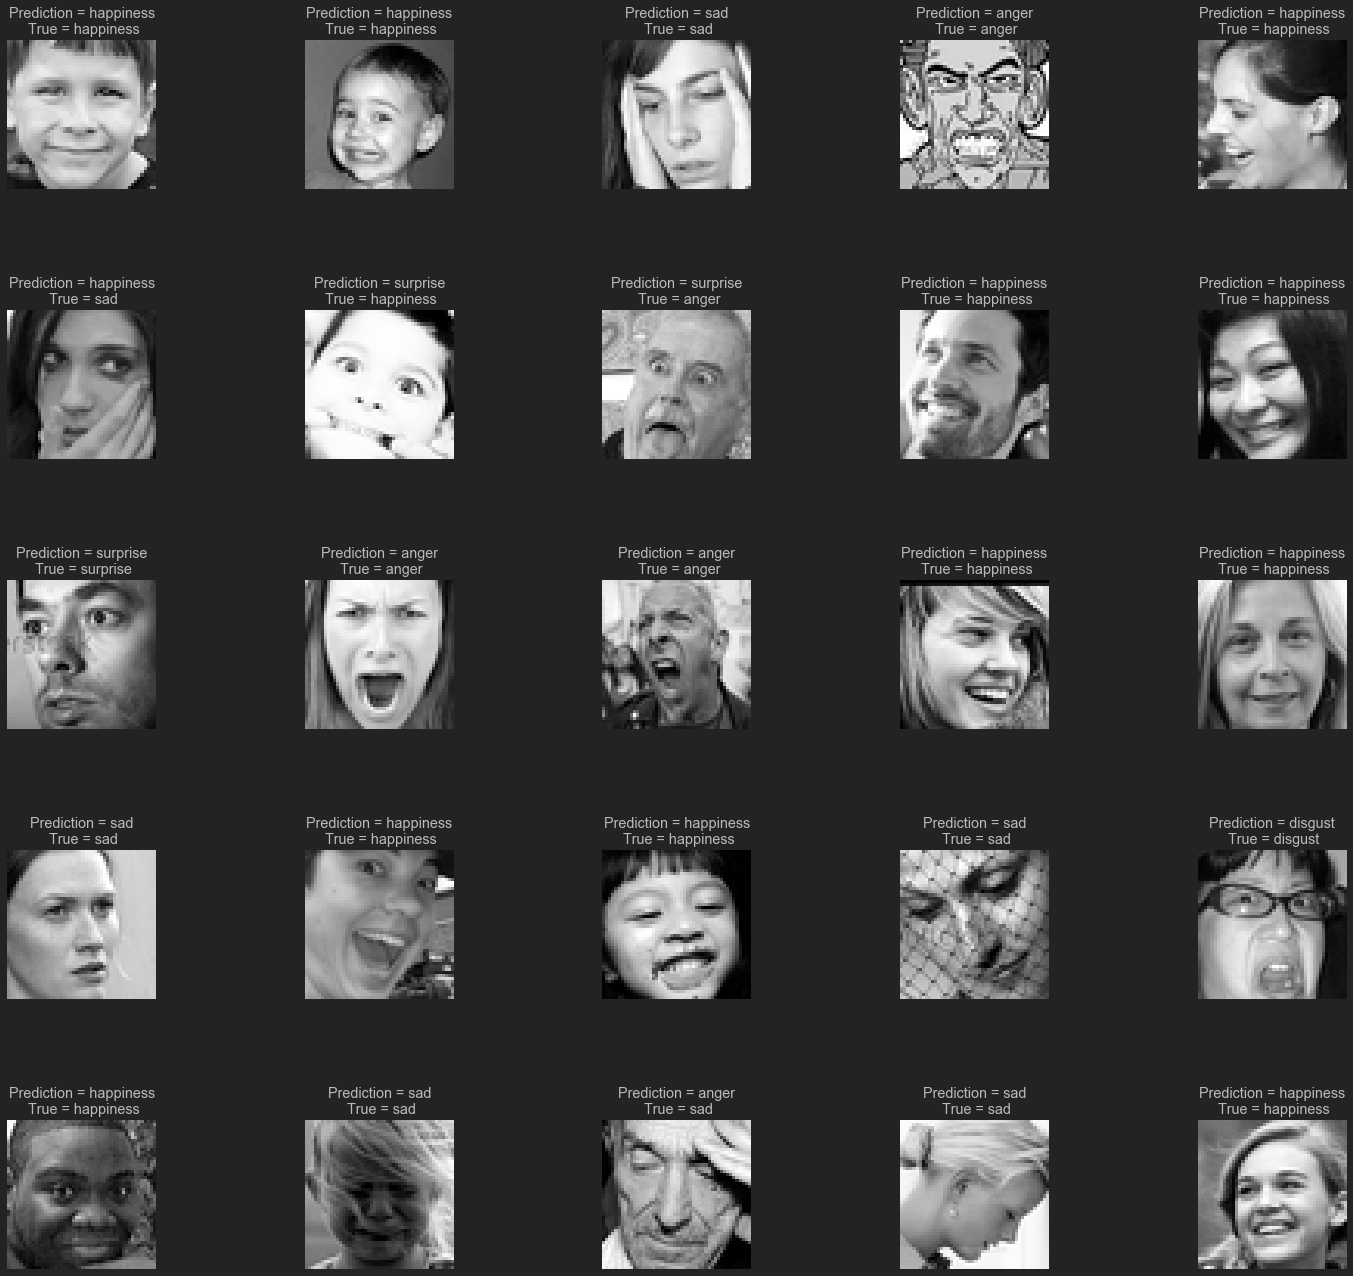 Prediction = happiness
True = happiness
Prediction = happiness
True = happiness
Prediction = sad
True = sad
Prediction = anger
True = anger
Prediction = happiness
True = happiness
Prediction = happiness
True = sad
Prediction = surprise
True = happiness
Prediction = surprise
True = anger
Prediction = happiness
True = happiness
Prediction = happiness
True = happiness
Prediction = surprise
True = surprise
Prediction = anger
True = anger
Prediction = anger
True = anger
Prediction = happiness
True = happiness
Prediction = happiness
True = happiness
Prediction = sad
True = sad
Prediction = happiness
True = happiness
Prediction = happiness
True = happiness
Prediction = sad
True = sad
Prediction = disgust
True = disgust
Prediction = happiness
True = happiness
Prediction = sad
True = sad
Prediction = anger
True = sad
Prediction = sad
True = sad
Prediction = happiness
True = happiness